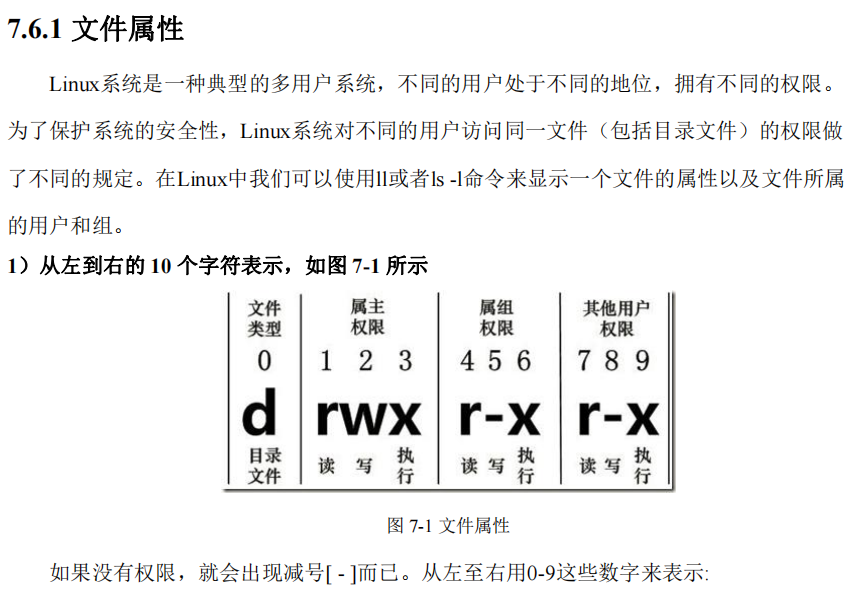 7.6.1 文件属性
Linux系统是一种典型的多用户系统，不同的用户处于不同的地位，拥有不同的权限。
为了保护系统的安全性，Linux系统对不同的用户访问同一文件（包括目录文件）的权限做
了不同的规定。在Linux中我们可以使用ll或者ls -l命令来显示一个文件的属性以及文件所属
的用户和组。
1）从左到右的 10 个字符表示，如图 7-1 所示
文件 属主 属组 其他用户
类型 权限 权限 权限
0 1 2 3 4 5 6 7 8 9
d rwx r-x r-x
目录 读 写 执 读 写 执 读 写 执
文件 行 行 行
图 7-1 文件属性
如果没有权限，就会出现减号[ - ]而已。从左至右用0-9这些数字来表示: